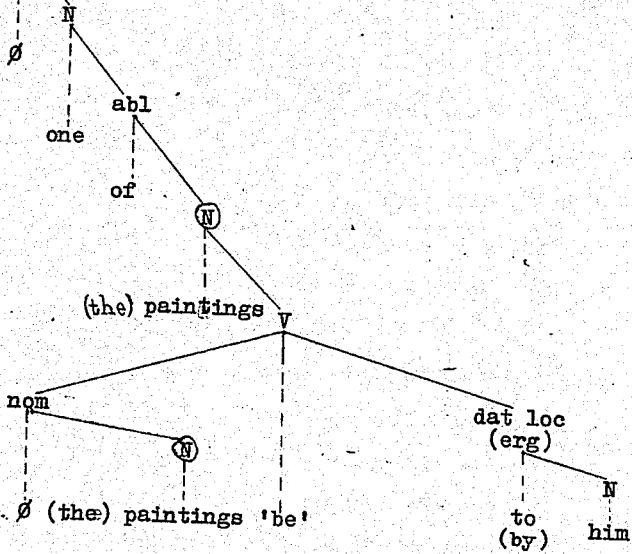 N
ø
abl
one
of
N
(the) paintings
V
nom
dat loc
(erg)
N
N
ø (the) paintings 'be'
to
(by)
him